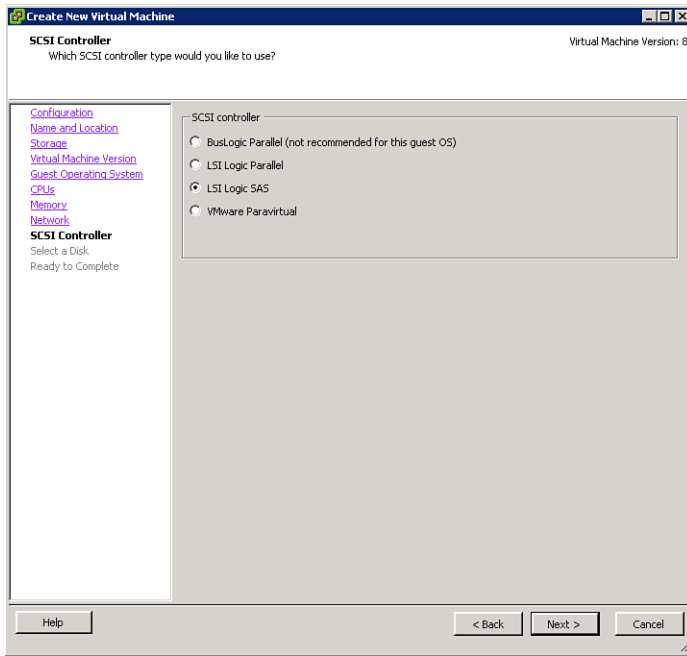 Create New Virtual Machine
SCSI Controller
Which SCSI controller type would you like to use?
Virtual Machine Version: 8
Configuration
Name and Location
Storage
Virtual Machine Version
Guest Operating System
CPUs
Memory
Network
SCSI Controller
Select a Disk
Ready to Complete
SCSI controller
BusLogic Parallel (not recommended for this guest OS)
LSI Logic Parallel
LSI Logic SAS
VMware Paravirtual
Help
< Back
Next >
Cancel